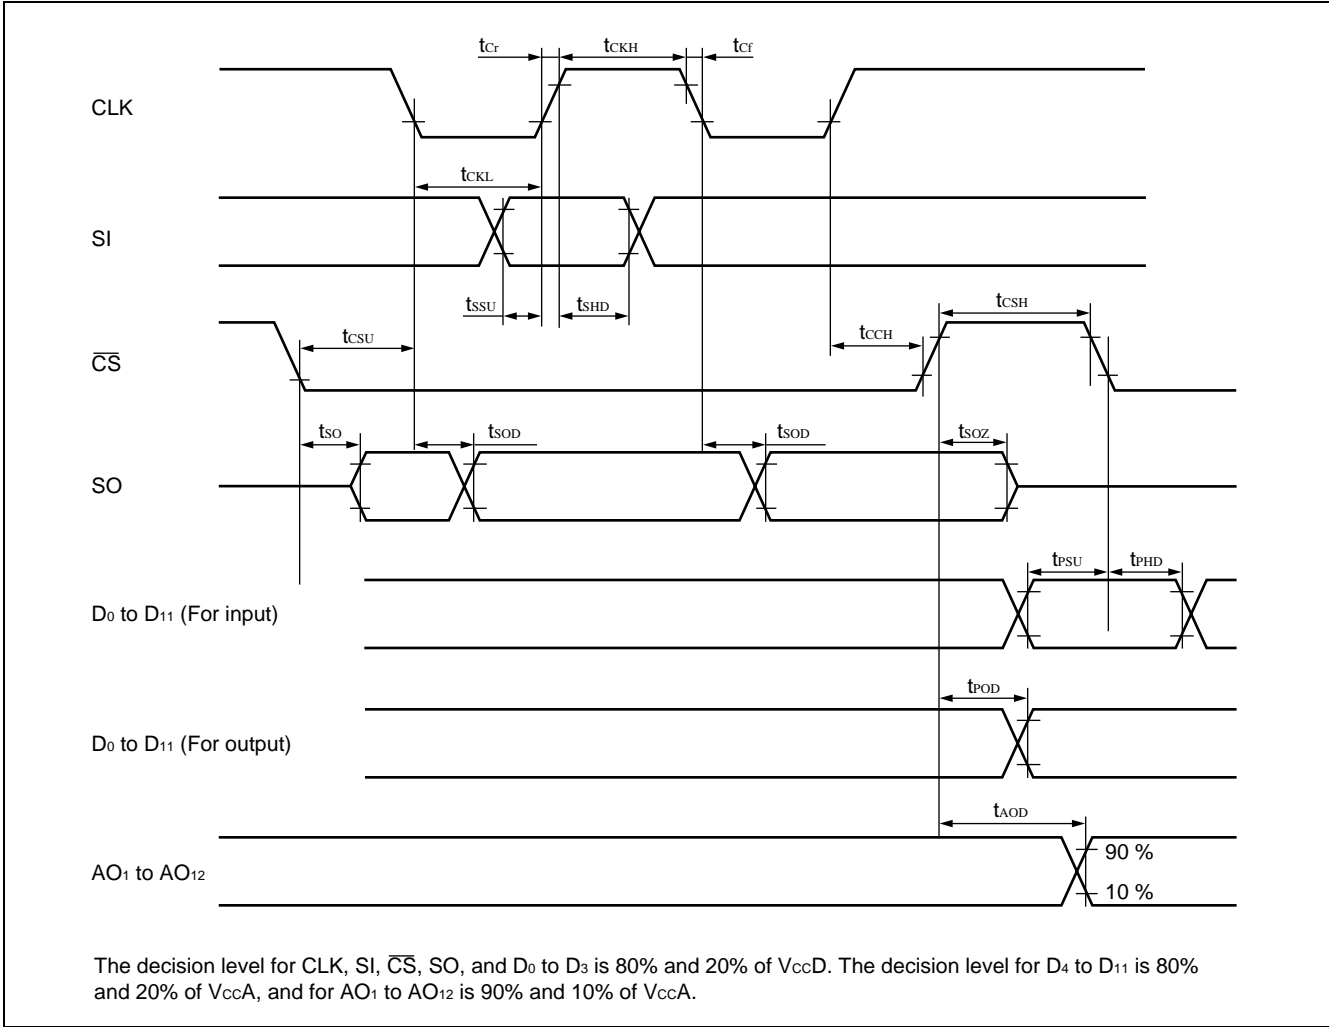 tCr tCKH tCf
CLK
tCKL
SI
tSSU tSHD tCSH
tCSU tCCH
CS
tSO tSOD tSOD tSOZ
SO
tPSU tPHD
D0 to D11 (For input)
tPOD
D0 to D11 (For output)
tAOD
90 %
AO1 to AO12
10 %
The decision level for CLK, SI, CS, SO, and D0 to D3 is 80% and 20% of VCCD. The decision level for D4 to D11 is 80%
and 20% of VCCA, and for AO1 to AO12 is 90% and 10% of VCCA.